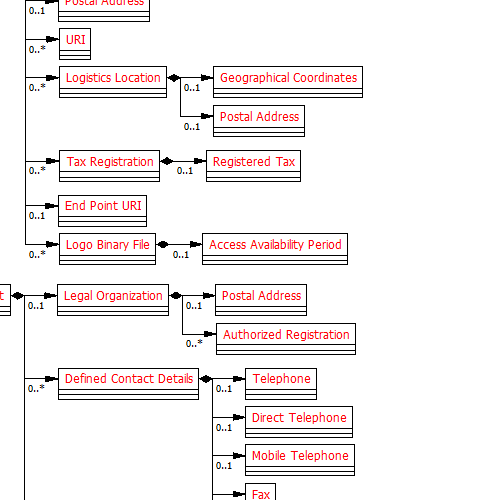 Postal Address
0..1
URI
0..*
Logistics Location
0..*
Geographical Coordinates
0..1
Postal Address
0..1
Tax Registration
0..*
Registered Tax
0..1
End Point URI
0..1
Logo Binary File
0..*
Access Availability Period
0..1
t
Legal Organization
0..1
Postal Address
0..1
Authorized Registration
0..*
Defined Contact Details
0..*
Telephone
0..1
Direct Telephone
0..1
Mobile Telephone
0..1
Fax